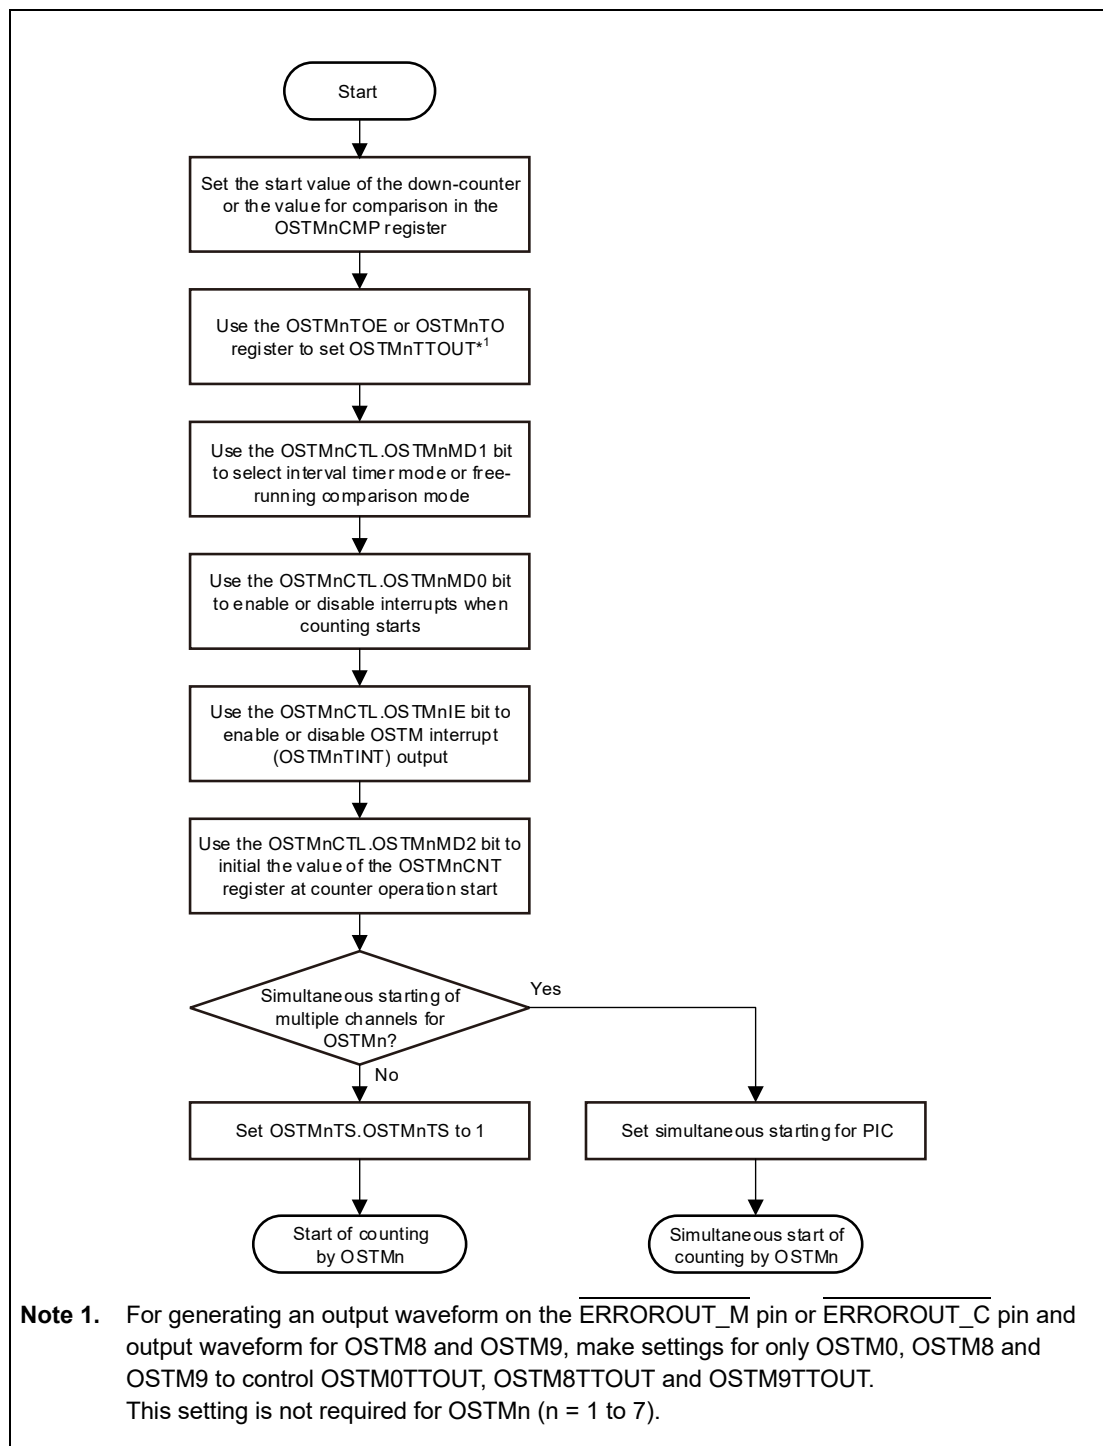 Start
Set the start value of the down-counter
or the value for comparison in the
OSTMnCMP register
Use the OSTMnTOE or OSTMnTO
register to set OSTMnTTOUT*1
Use the OSTMnCTL.OSTMnMD1 bit
to select interval timer mode or free-
running comparison mode
Use the OSTMnCTL.OSTMnMD0 bit
to enable or disable interrupts when
counting starts
Use the OSTMnCTL.OSTMnIE bit to
enable or disable OSTM interrupt
(OSTMnTINT) output
Use the OSTMnCTL.OSTMnMD2 bit to
initial the value of the OSTMnCNT
register at counter operation start
Simultaneous starting of
multiple channels for
OSTMn?
Yes
No
Set OSTMnTS.OSTMnTS to 1
Set simultaneous starting for PIC
Start of counting
by OSTMn
Simultaneous start of
counting by OSTMn
Note 1. For generating an output waveform on the ERROROUT_M pin or ERROROUT_C pin and
output waveform for OSTM8 and OSTM9, make settings for only OSTM0, OSTM8 and
OSTM9 to control OSTM0TTOUT, OSTM8TTOUT and OSTM9TTOUT.
This setting is not required for OSTMn (n = 1 to 7).